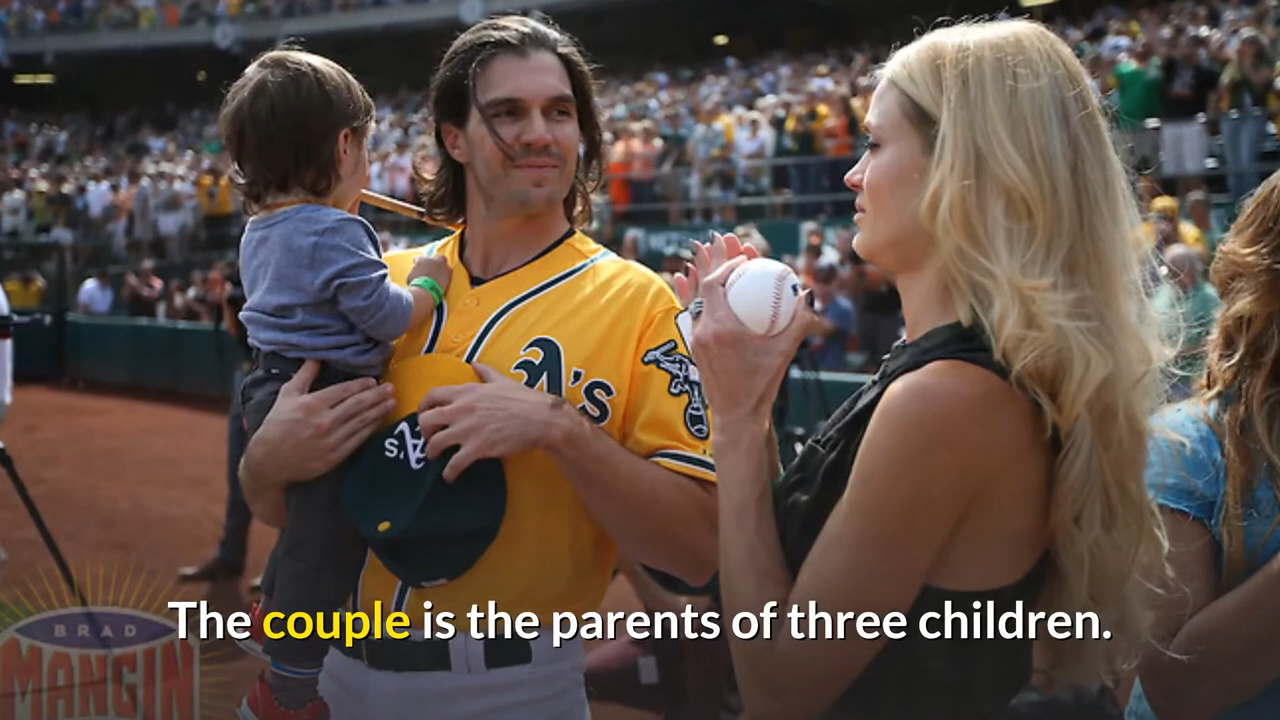 A's
A's
The couple is the parents of three children.
BRAD
MANGIN